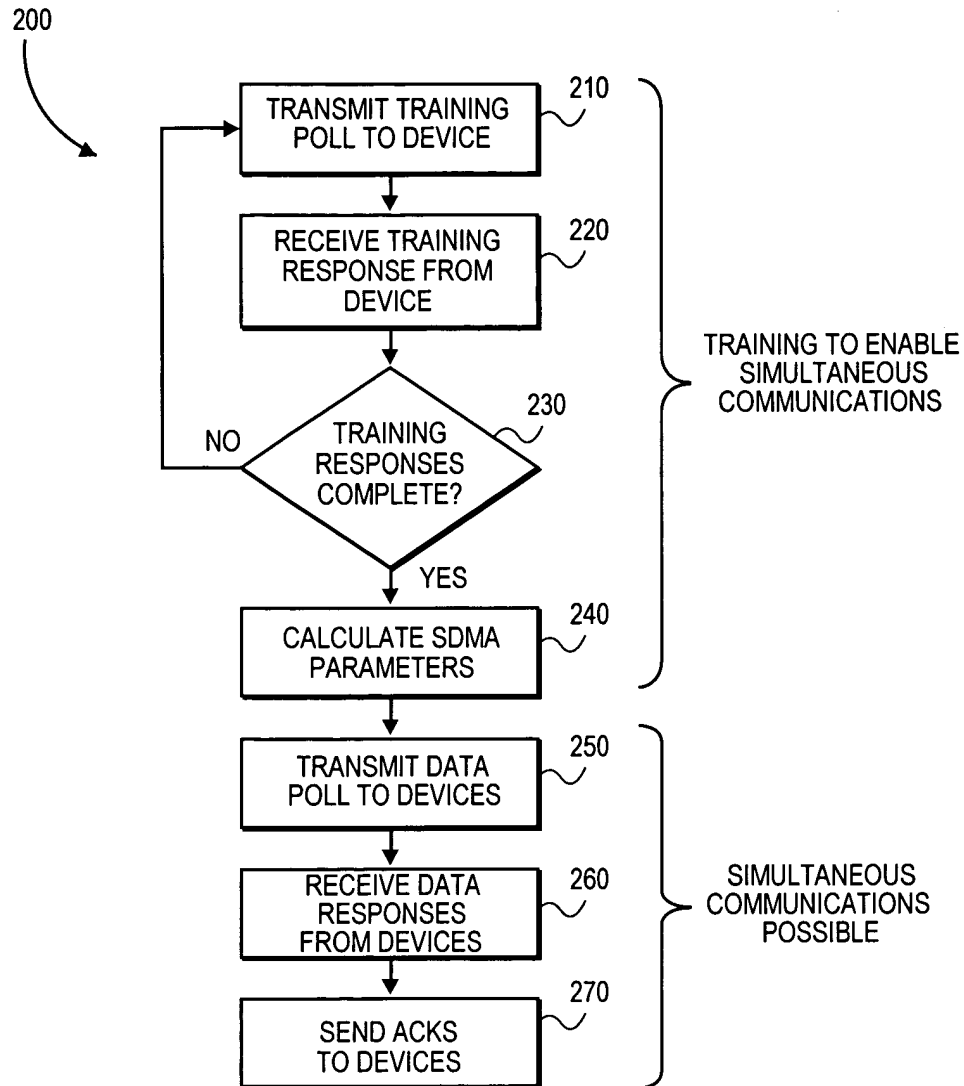 200
TRANSMIT TRAINING
POLL TO DEVICE
210
RECEIVE TRAINING
RESPONSE FROM
DEVICE
220
TRAINING
RESPONSES
COMPLETE?
230
NO
YES
CALCULATE SDMA
PARAMETERS
240
TRAINING TO ENABLE
SIMULTANEOUS
COMMUNICATIONS
TRANSMIT DATA
POLL TO DEVICES
250
RECEIVE DATA
RESPONSES
FROM DEVICES
260
SEND ACKS
TO DEVICES
270
SIMULTANEOUS
COMMUNICATIONS
POSSIBLE